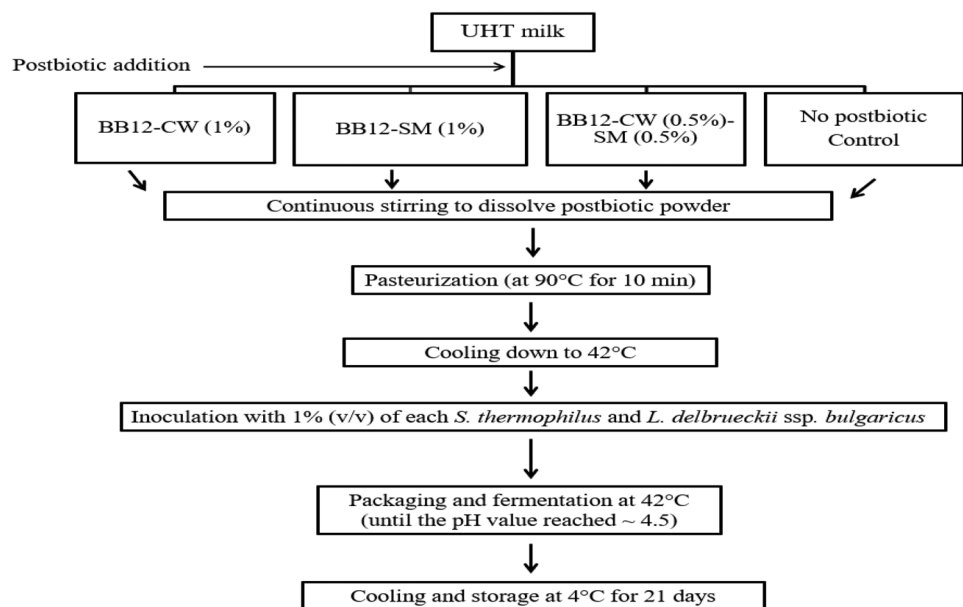 UHT milk
Postbiotic addition
BB12-CW (1%)
BB12-SM (1%)
BB12-CW (0.5%)-
SM (0.5%)
No postbiotic
Control
Continuous stirring to dissolve postbiotic powder
Pasteurization (at 90°C for 10 min)
Cooling down to 42°C
Inoculation with 1% (v/v) of each S. thermophilus and L. delbrueckii ssp. bulgaricus
Packaging and fermentation at 42°C
(until the pH value reached ~ 4.5)
Cooling and storage at 4°C for 21 days